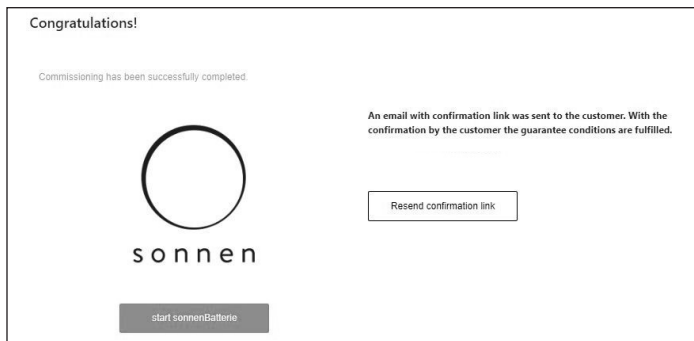 Congratulations!
Commissioning has been successfully completed.
An email with confirmation link was sent to the customer. With the
confirmation by the customer the guarantee conditions are fulfilled.
Resend confirmation link
sonnen
start sonnenBatterie